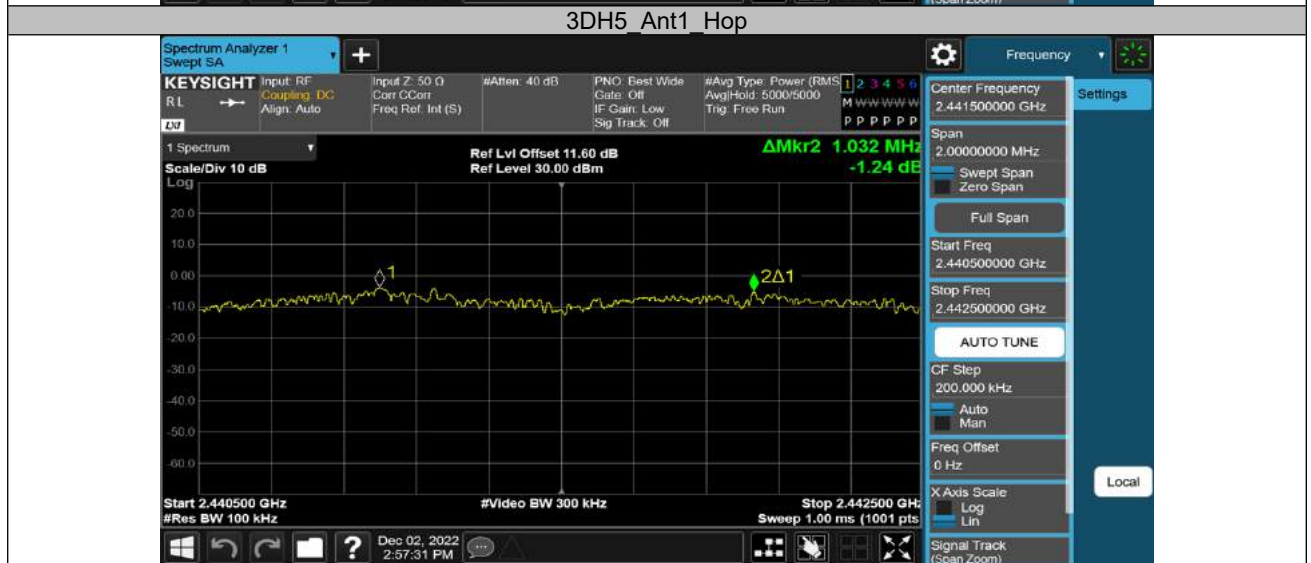 (Span Zoom)
3DH5_Ant1_Hop
Spectrum Analyzer 1
Swept SA
Frequency
KEYSIGHT
R L
LXI
Input: RF
Coupling: DC
Align: Auto
Input Z: 50 Ω
Corr CCorr
Freq Ref: Int (S)
#Atten: 40 dB
PNO: Best Wide
Gate: Off
IF Gain: Low
Sig Track: Off
#Avg Type: Power (RMS
Avg|Hold: 5000/5000
Trig: Free Run
1 2 3 4 5 6
M W W W W W
P P P P P P
Center Frequency
2.441500000 GHz
Settings
Span
2.00000000 MHz
Swept Span
Zero Span
Full Span
Start Freq
2.440500000 GHz
Stop Freq
2.442500000 GHz
AUTO TUNE
CF Step
200.000 kHz
Auto
Man
Freq Offset
0 Hz
X Axis Scale
Log
Lin
Local
Signal Track
(Span Zoom)
1 Spectrum
Scale/Div 10 dB
Log
Ref Lvl Offset 11.60 dB
Ref Level 30.00 dBm
ΔMkr2 1.032 MHz
-1.24 dB
20.0
10.0
0.00
-10.0
-20.0
-30.0
-40.0
-50.0
-60.0
1
2Δ1
Start 2.440500 GHz
#Res BW 100 kHz
#Video BW 300 kHz
Stop 2.442500 GHz
Sweep 1.00 ms (1001 pts
?
Dec 02, 2022
2:57:31 PM